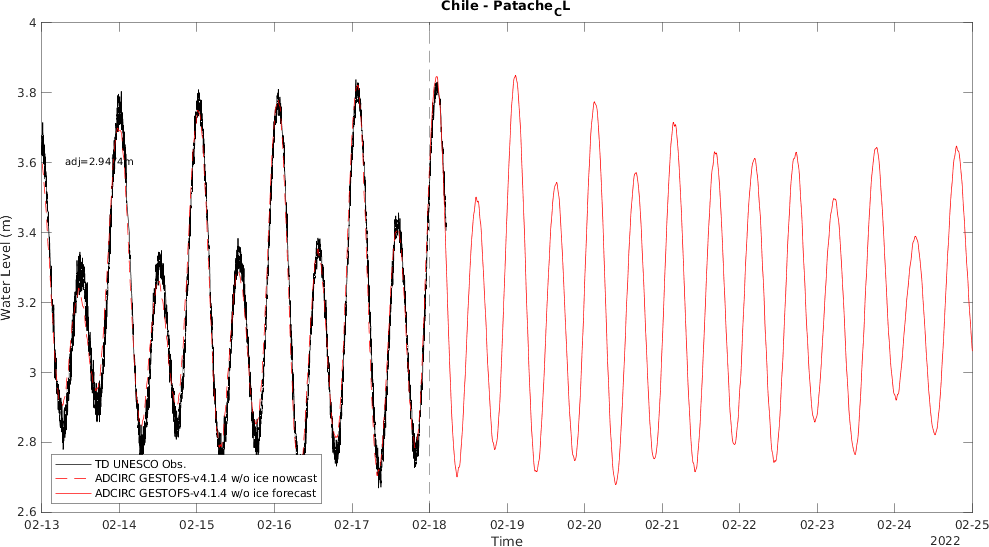 Chile - Patache_CL
4
3.8
3.6
3.4
3.2
3
2.8
2.6
Water Level (m)
adj=2.9474m
TD UNESCO Obs.
ADCIRC GESTOFS-v4.1.4 w/o ice nowcast
ADCIRC GESTOFS-v4.1.4 w/o ice forecast
02-13 02-14 02-15 02-16 02-17 02-18 02-19 02-20 02-21 02-22 02-23 02-24 02-25
Time
2022